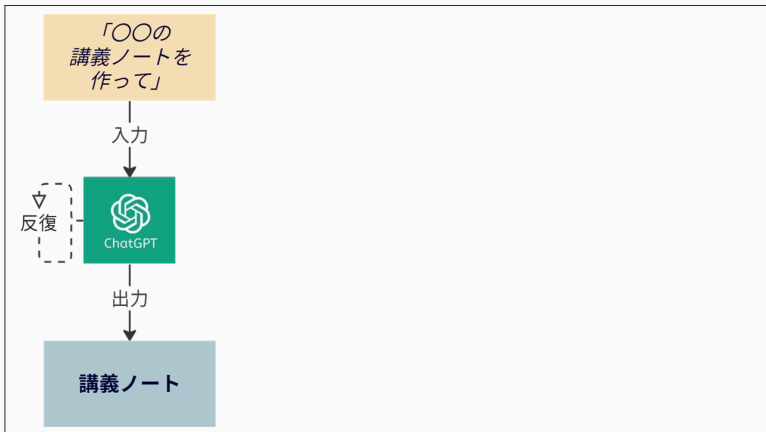 「〇〇の
講義ノートを
作って」
入力
反復
ChatGPT
出力
講義ノート